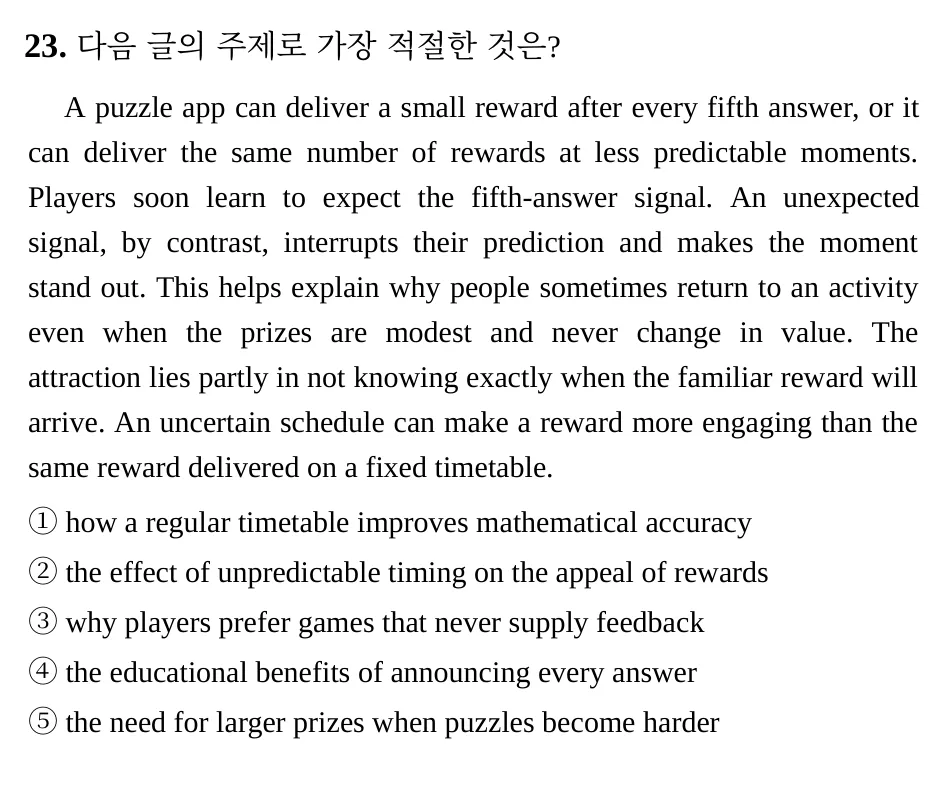 23. 다음 글의 주제로 가장 적절한 것은?
A puzzle app can deliver a small reward after every fifth answer, or it
can deliver the same number of rewards at less predictable moments.
Players soon learn to expect the fifth-answer signal. An unexpected
signal, by contrast, interrupts their prediction and makes the moment
stand out. This helps explain why people sometimes return to an activity
even when the prizes are modest and never change in value. The
attraction lies partly in not knowing exactly when the familiar reward will
arrive. An uncertain schedule can make a reward more engaging than the
same reward delivered on a fixed timetable.
① how a regular timetable improves mathematical accuracy
② the effect of unpredictable timing on the appeal of rewards
③ why players prefer games that never supply feedback
④ the educational benefits of announcing every answer
⑤ the need for larger prizes when puzzles become harder